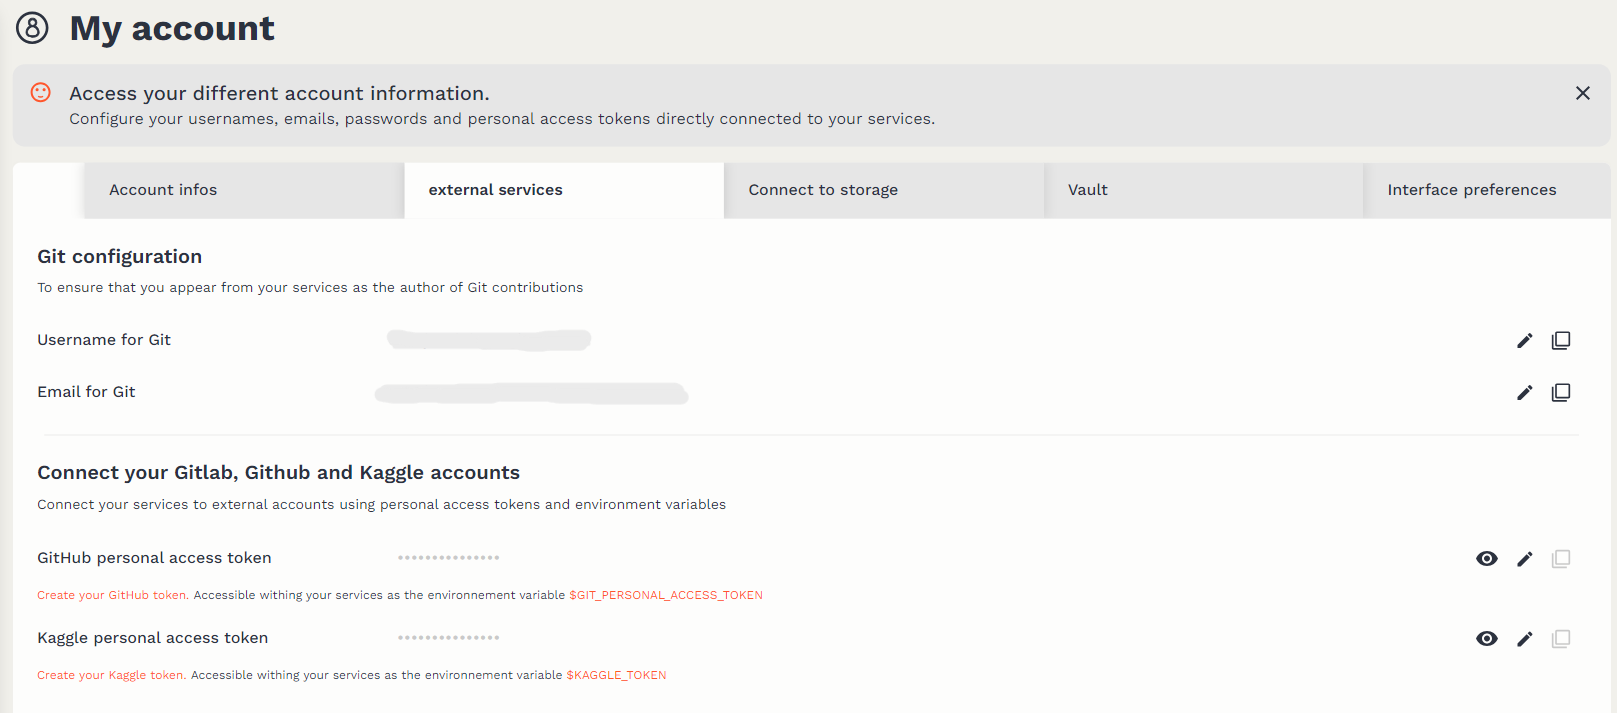 My account
Access your different account information.
Configure your usernames, emails, passwords and personal access tokens directly connected to your services.
Account infos
external services
Connect to storage
Vault
Interface preferences
Git configuration
To ensure that you appear from your services as the author of Git contributions
Username for Git
Email for Git
Connect your Gitlab, Github and Kaggle accounts
Connect your services to external accounts using personal access tokens and environment variables
GitHub personal access token
Create your GitHub token. Accessible withing your services as the environnement variable $GIT_PERSONAL_ACCESS_TOKEN
Kaggle personal access token
Create your Kaggle token. Accessible withing your services as the environnement variable $KAGGLE_TOKEN